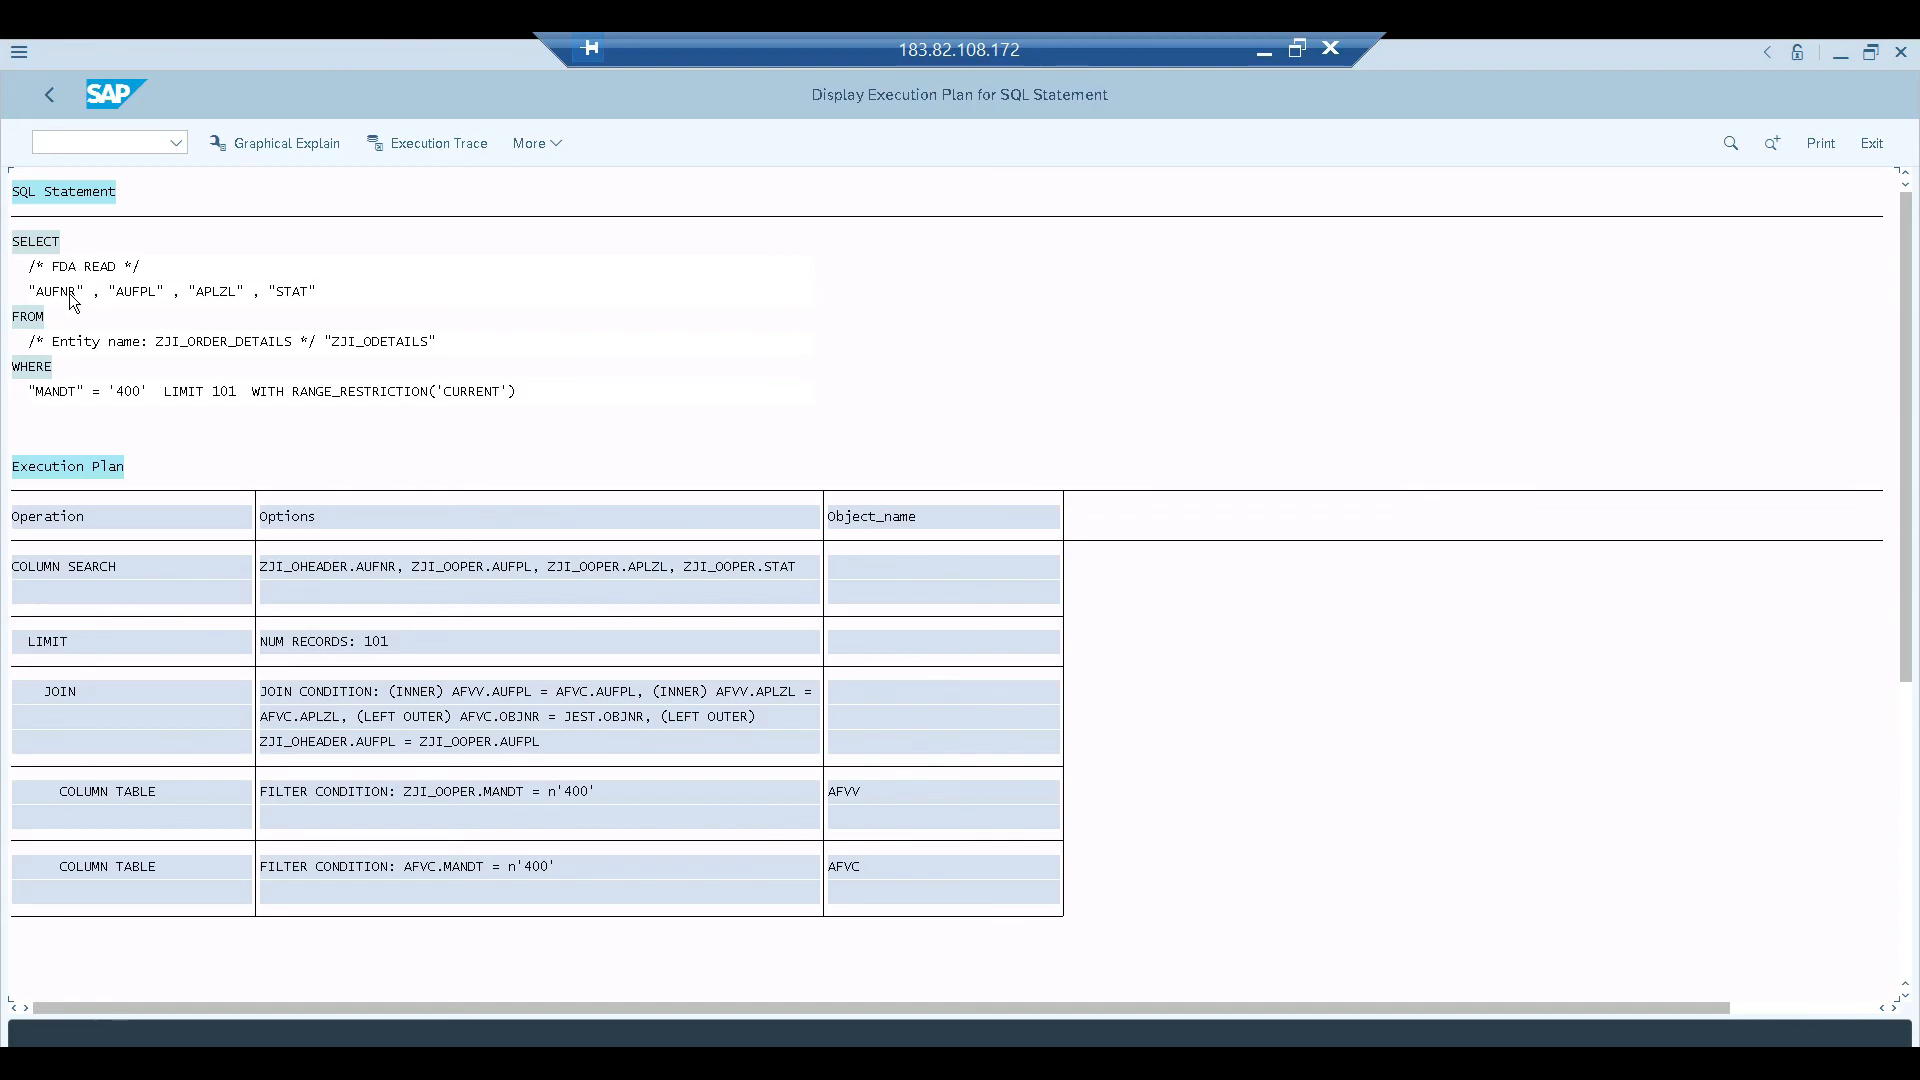 183.82.108.172
SAP
Display Execution Plan for SQL Statement
Graphical Explain
Execution Trace
More
Print
Exit
SQL Statement
SELECT
/* FDA READ */
"AUFNR" , "AUFPL" , "APLZL" , "STAT"
FROM
/* Entity name: ZJI_ORDER_DETAILS */ "ZJI_ODETAILS"
WHERE
"MANDT" = '400' LIMIT 101 WITH RANGE_RESTRICTION('CURRENT')
Execution Plan
Operation Options Object_name
COLUMN SEARCH ZJI_OHEADER.AUFNR, ZJI_OOPER.AUFPL, ZJI_OOPER.APLZL, ZJI_OOPER.STAT
LIMIT NUM RECORDS: 101
JOIN JOIN CONDITION: (INNER) AFVV.AUFPL = AFVC.AUFPL, (INNER) AFVV.APLZL =
AFVC.APLZL, (LEFT OUTER) AFVC.OBJNR = JEST.OBJNR, (LEFT OUTER)
ZJI_OHEADER.AUFPL = ZJI_OOPER.AUFPL
COLUMN TABLE FILTER CONDITION: ZJI_OOPER.MANDT = n'400' AFVV
COLUMN TABLE FILTER CONDITION: AFVC.MANDT = n'400' AFVC